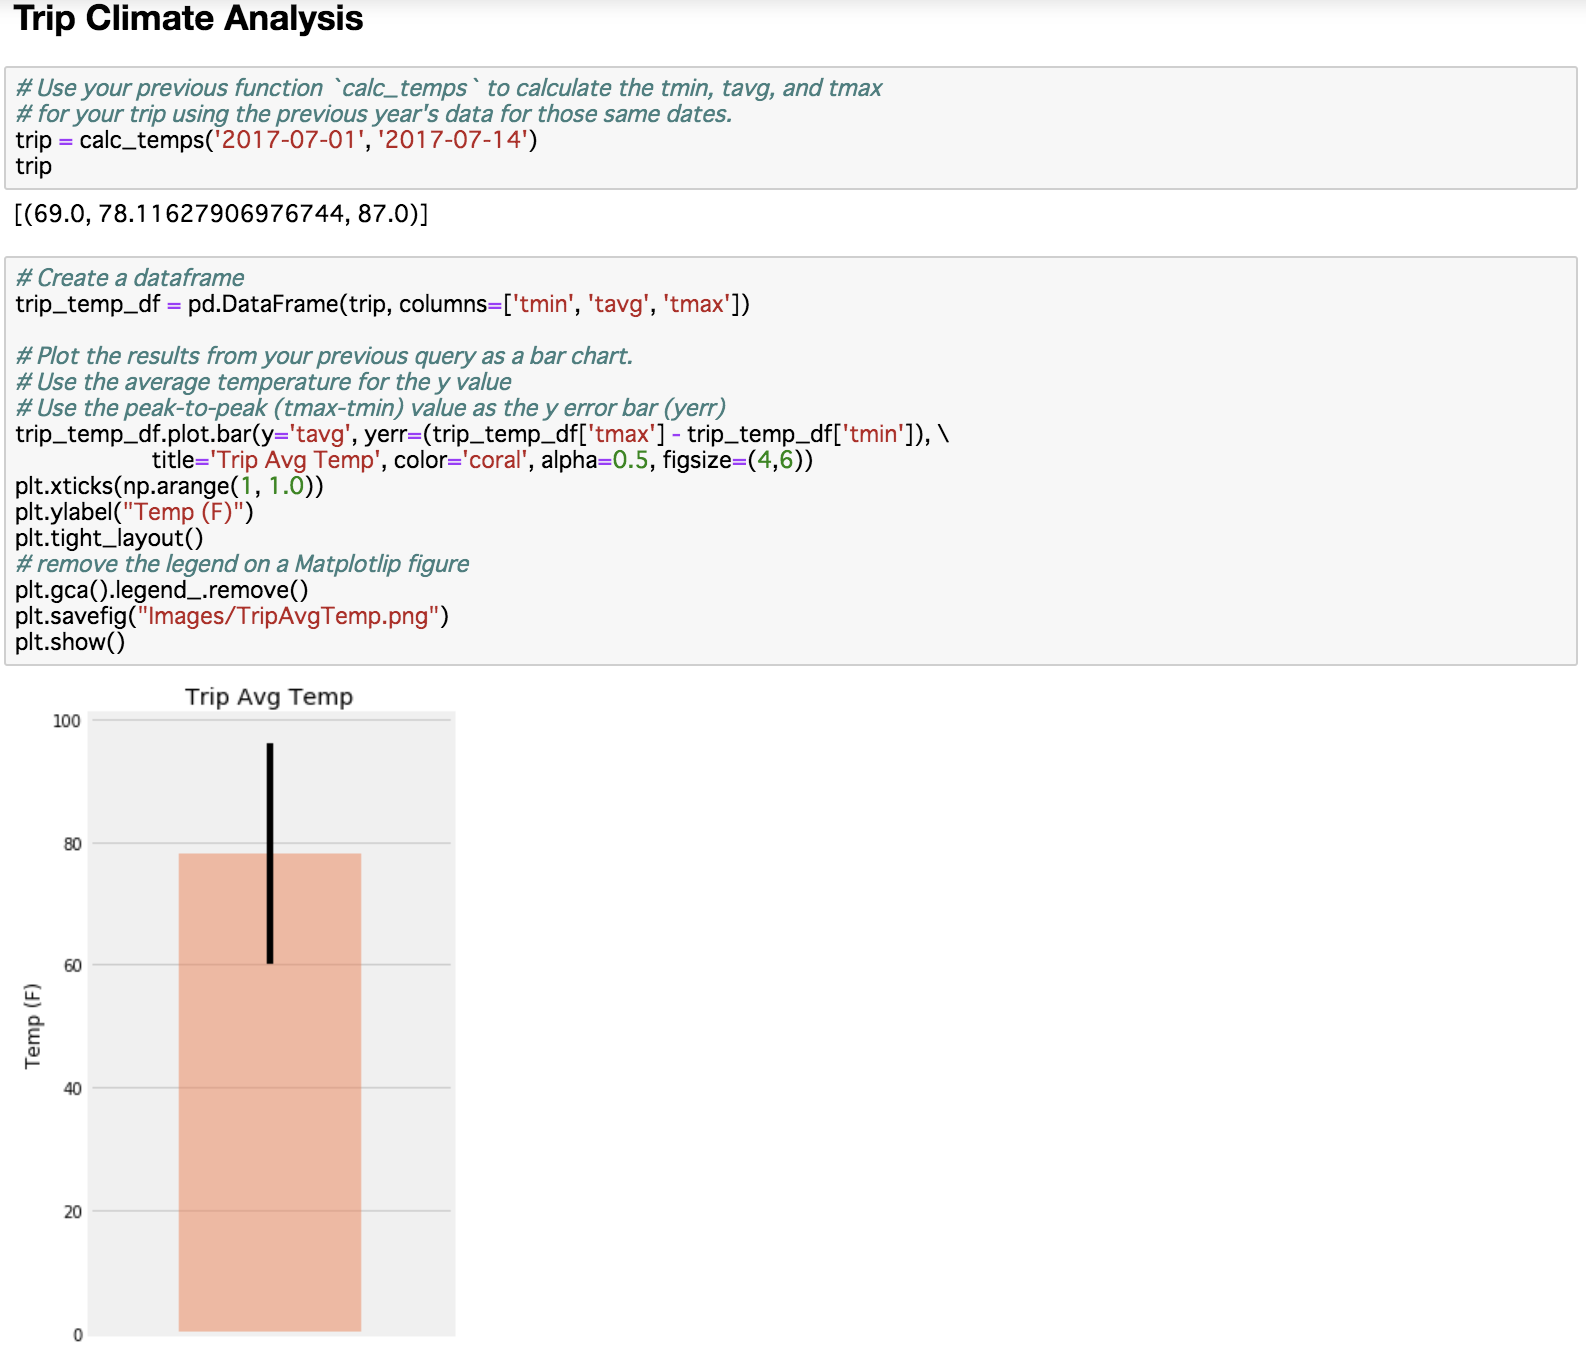 Trip Climate Analysis
# Use your previous function `calc_temps` to calculate the tmin, tavg, and tmax
# for your trip using the previous year's data for those same dates.
trip = calc_temps('2017-07-01', '2017-07-14')
trip
[(69.0, 78.11627906976744, 87.0)]
# Create a dataframe
trip_temp_df = pd.DataFrame(trip, columns=['tmin', 'tavg', 'tmax'])
# Plot the results from your previous query as a bar chart.
# Use the average temperature for the y value
# Use the peak-to-peak (tmax-tmin) value as the y error bar (yerr)
trip_temp_df.plot.bar(y='tavg', yerr=(trip_temp_df['tmax'] - trip_temp_df['tmin']), \
title='Trip Avg Temp', color='coral', alpha=0.5, figsize=(4,6))
plt.xticks(np.arange(1, 1.0))
plt.ylabel("Temp (F)")
plt.tight_layout()
# remove the legend on a Matplotlip figure
plt.gca().legend_.remove()
plt.savefig("Images/TripAvgTemp.png")
plt.show()
Trip Avg Temp
100
80
60
40
20
0
Temp (F)